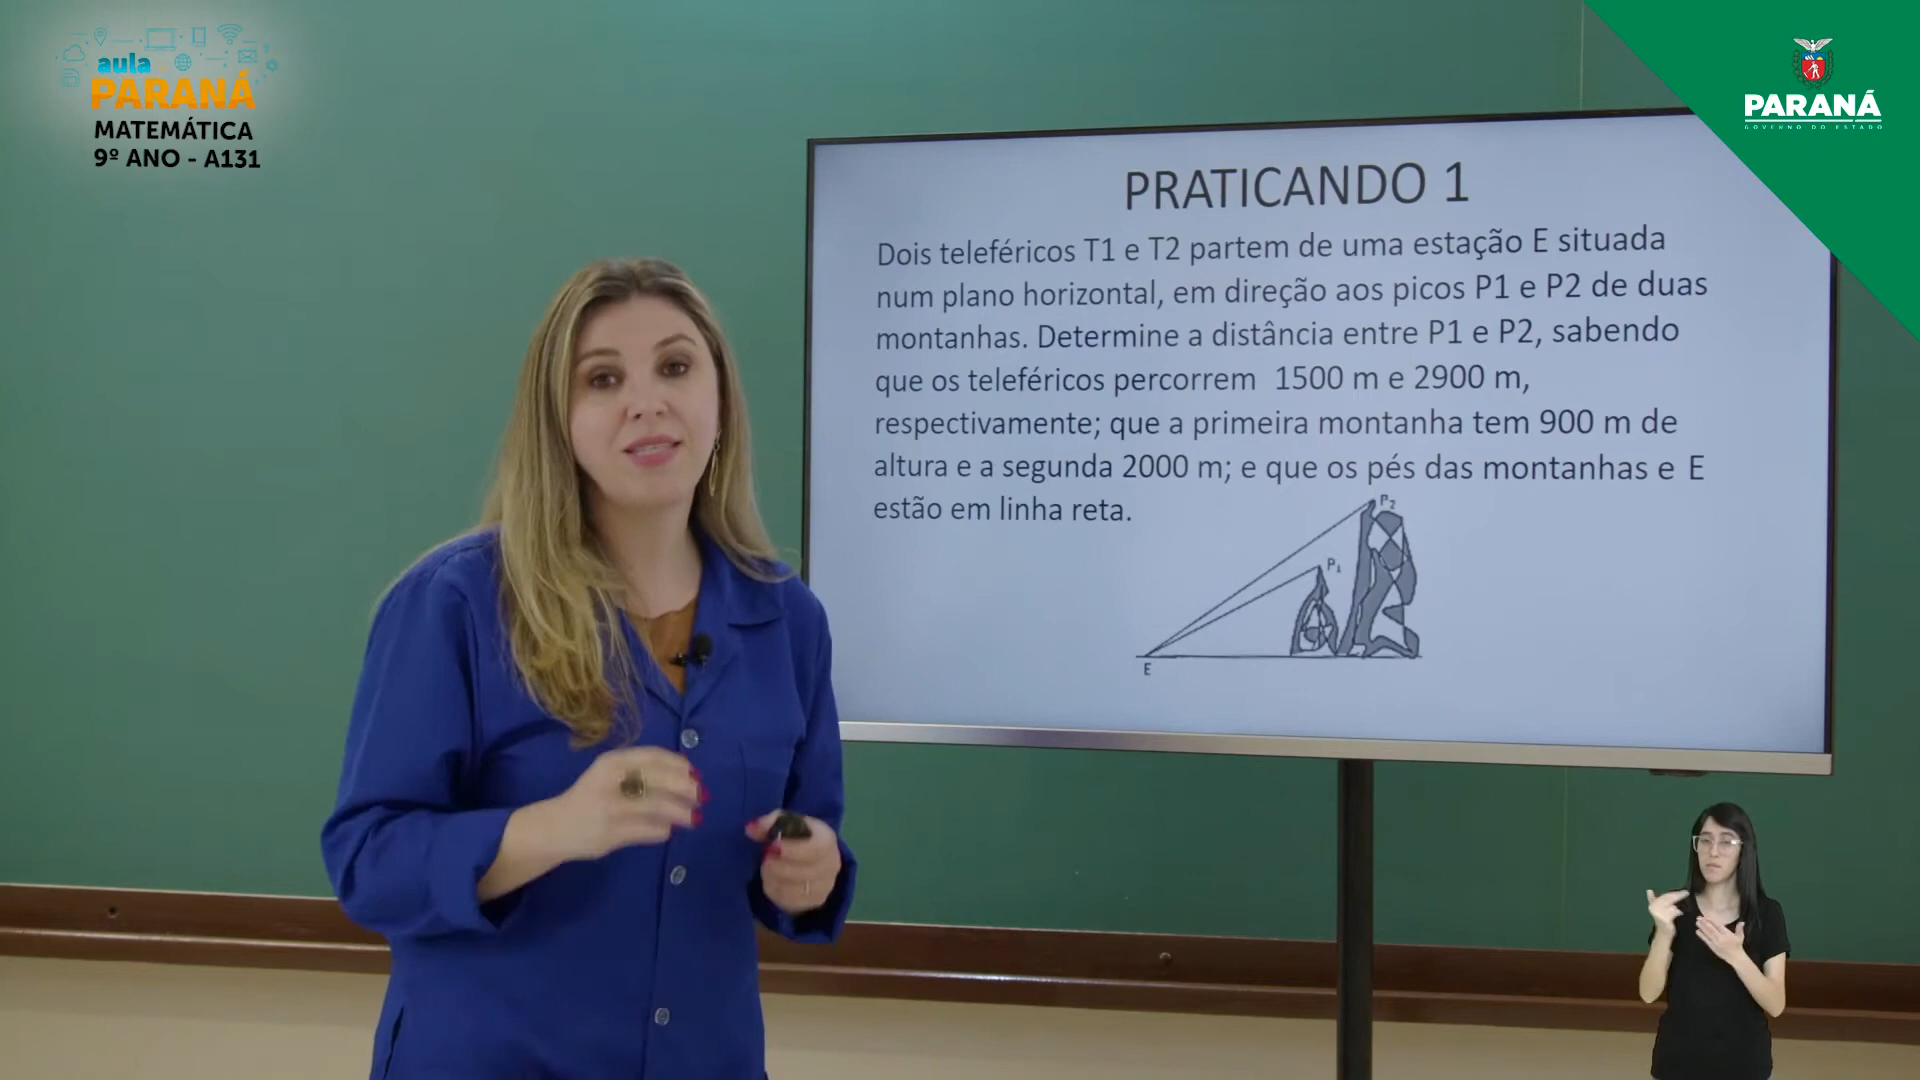 aula
PARANÁ
MATEMÁTICA
9º ANO - A131
PARANÁ
GOVERNO DO ESTADO
PRATICANDO 1
Dois teleféricos T1 e T2 partem de uma estação E situada
num plano horizontal, em direção aos picos P1 e P2 de duas
montanhas. Determine a distância entre P1 e P2, sabendo
que os teleféricos percorrem 1500 m e 2900 m,
respectivamente; que a primeira montanha tem 900 m de
altura e a segunda 2000 m; e que os pés das montanhas e E
estão em linha reta.
P2
P1
E